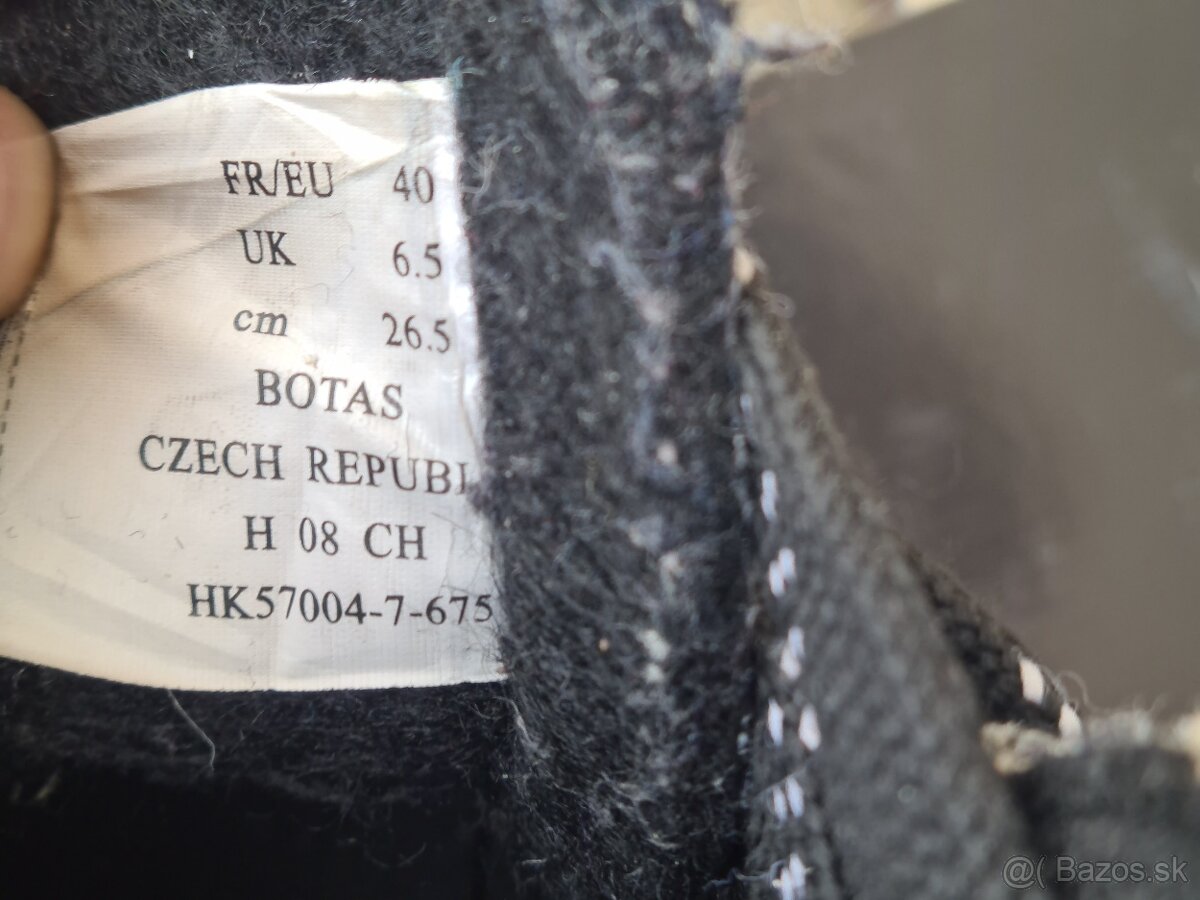 FR/EU 40
UK 6.5
cm 26.5
BOTAS
CZECH REPUBL
H 08 CH
HK57004-7-675
@( Bazos.sk